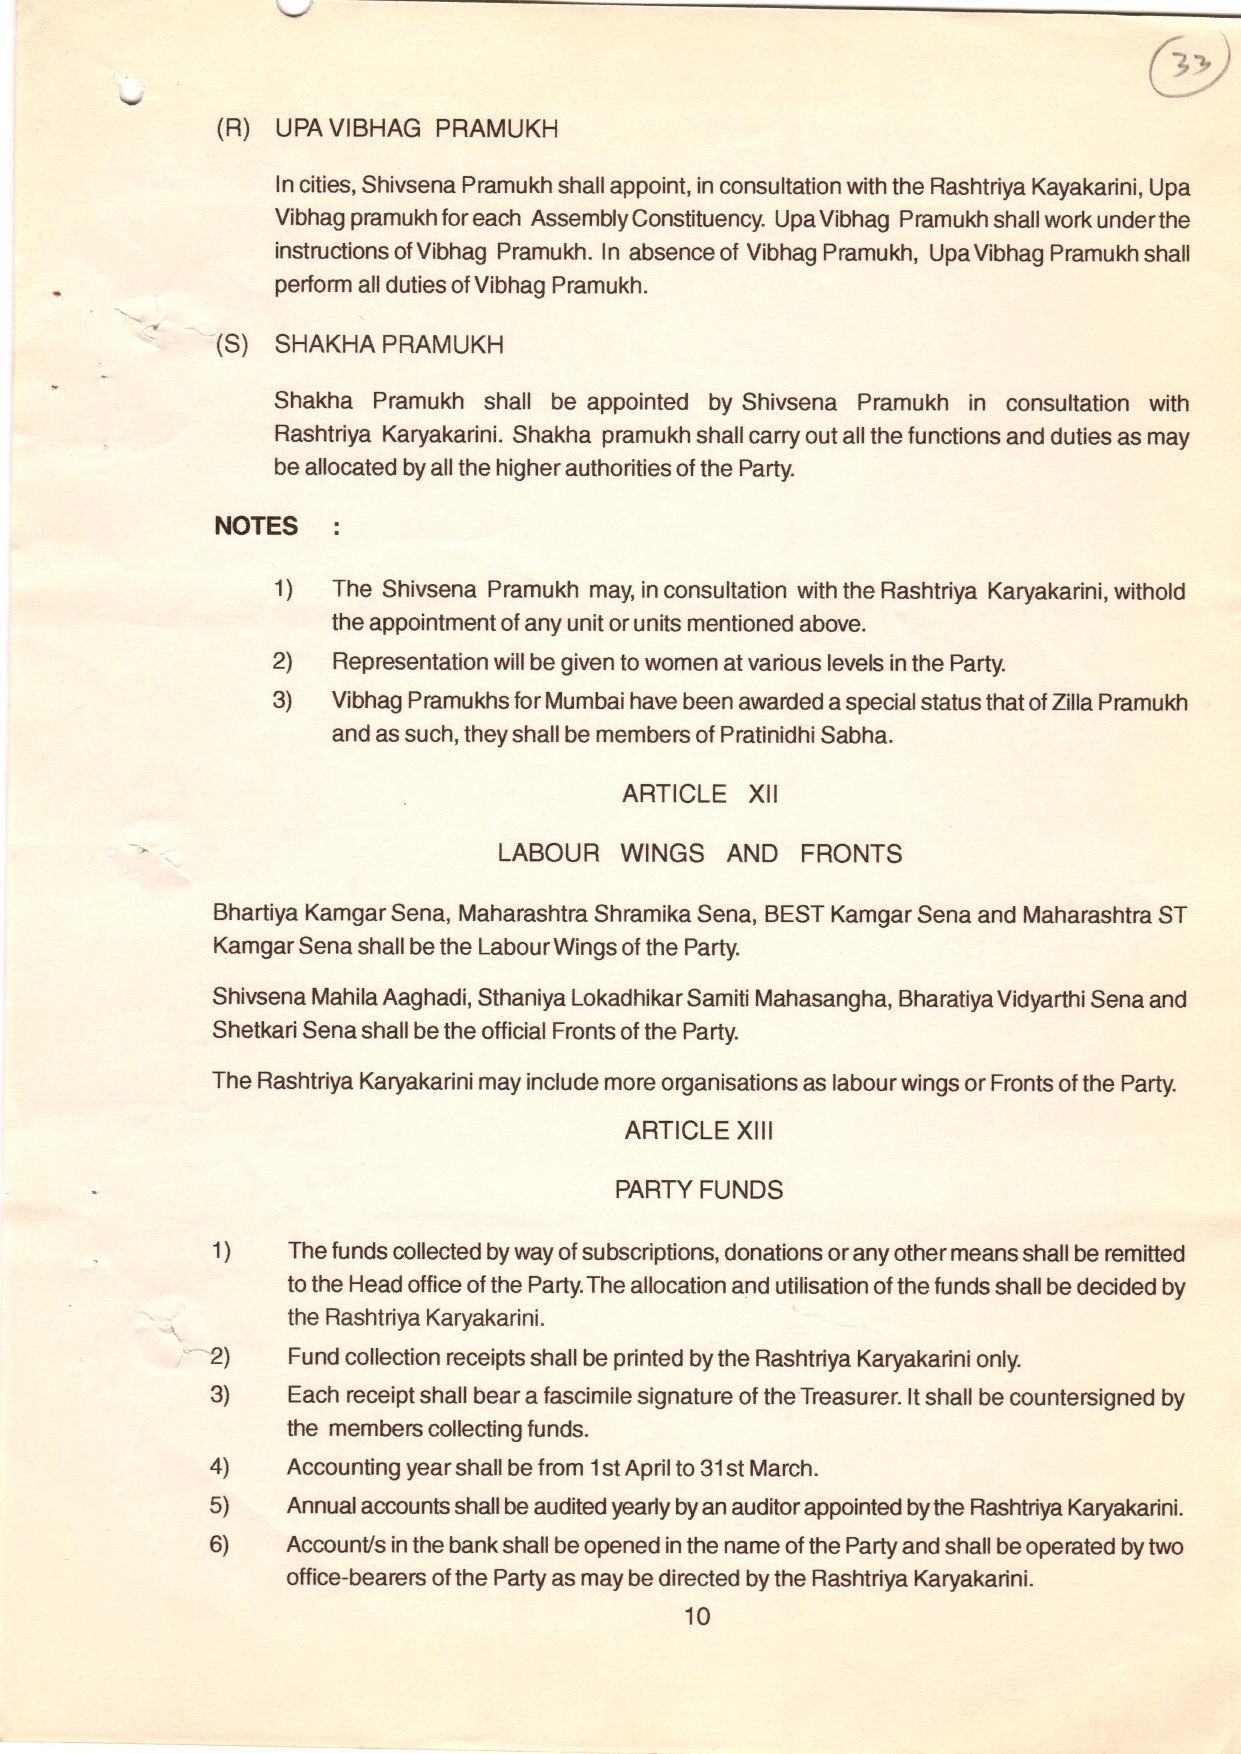 33
(R) UPA VIBHAG PRAMUKH
In cities, Shivsena Pramukh shall appoint, in consultation with the Rashtriya Kayakarini, Upa
Vibhag pramukh for each Assembly Constituency. Upa Vibhag Pramukh shall work under the
instructions of Vibhag Pramukh. In absence of Vibhag Pramukh, Upa Vibhag Pramukh shall
perform all duties of Vibhag Pramukh.
(S) SHAKHA PRAMUKH
Shakha Pramukh shall be appointed by Shivsena Pramukh in consultation with
Rashtriya Karyakarini. Shakha pramukh shall carry out all the functions and duties as may
be allocated by all the higher authorities of the Party.
NOTES :
1) The Shivsena Pramukh may, in consultation with the Rashtriya Karyakarini, withold
the appointment of any unit or units mentioned above.
2) Representation will be given to women at various levels in the Party.
3) Vibhag Pramukhs for Mumbai have been awarded a special status that of Zilla Pramukh
and as such, they shall be members of Pratinidhi Sabha.
ARTICLE XII
LABOUR WINGS AND FRONTS
Bhartiya Kamgar Sena, Maharashtra Shramika Sena, BEST Kamgar Sena and Maharashtra ST
Kamgar Sena shall be the Labour Wings of the Party.
Shivsena Mahila Aaghadi, Sthaniya Lokadhikar Samiti Mahasangha, Bharatiya Vidyarthi Sena and
Shetkari Sena shall be the official Fronts of the Party.
The Rashtriya Karyakarini may include more organisations as labour wings or Fronts of the Party.
ARTICLE XIII
PARTY FUNDS
1) The funds collected by way of subscriptions, donations or any other means shall be remitted
to the Head office of the Party. The allocation and utilisation of the funds shall be decided by
the Rashtriya Karyakarini.
2) Fund collection receipts shall be printed by the Rashtriya Karyakarini only.
3) Each receipt shall bear a fascimile signature of the Treasurer. It shall be countersigned by
the members collecting funds.
4) Accounting year shall be from 1st April to 31st March.
5) Annual accounts shall be audited yearly by an auditor appointed by the Rashtriya Karyakarini.
6) Account/s in the bank shall be opened in the name of the Party and shall be operated by two
office-bearers of the Party as may be directed by the Rashtriya Karyakarini.
10